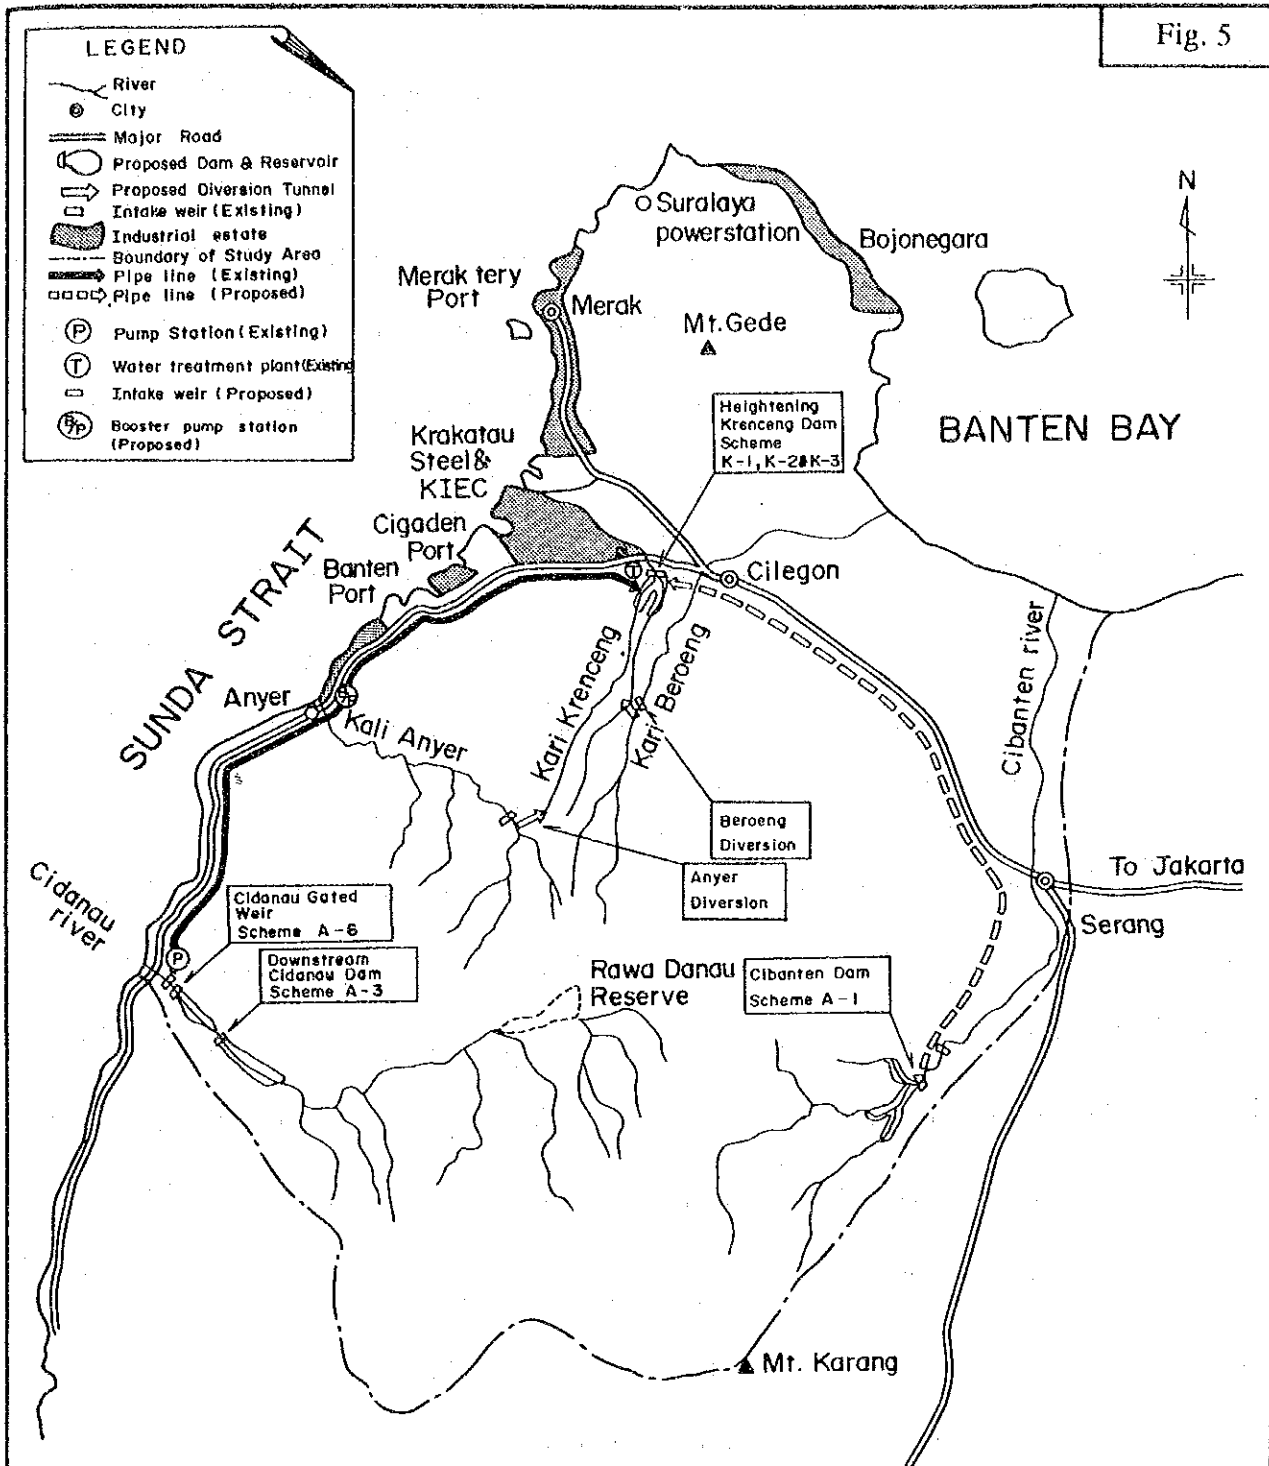 Fig. 5
LEGEND
River
City
Major Road
Proposed Dam & Reservoir
Proposed Diversion Tunnel
Intake weir (Existing)
Industrial estate
Boundary of Study Area
Pipe line (Existing)
Pipe line (Proposed)
P Pump Station (Existing)
T Water treatment plant (Existing)
Intake weir (Proposed)
B/P Booster pump station
(Proposed)
N
Suralaya
powerstation
Bojonegara
Merak tery
Port
Merak
Mt. Gede
Heightening
Krenceng Dam
Scheme
K-1, K-2&K-3
BANTEN BAY
Krakatau
Steel &
KIEC
Cigaden
Port
Banten
Port
SUNDA STRAIT
T
Cilegon
Cibanten river
Anyer
Kali Anyer
Kari Krenceng
Kari Beroeng
Beroeng
Diversion
Anyer
Diversion
To Jakarta
Serang
Cidanau
river
Cidanau Gated
Weir
Scheme A-6
P
Downstream
Cidanau Dam
Scheme A-3
Rawa Danau
Reserve
Cibanten Dam
Scheme A-1
Mt. Karang